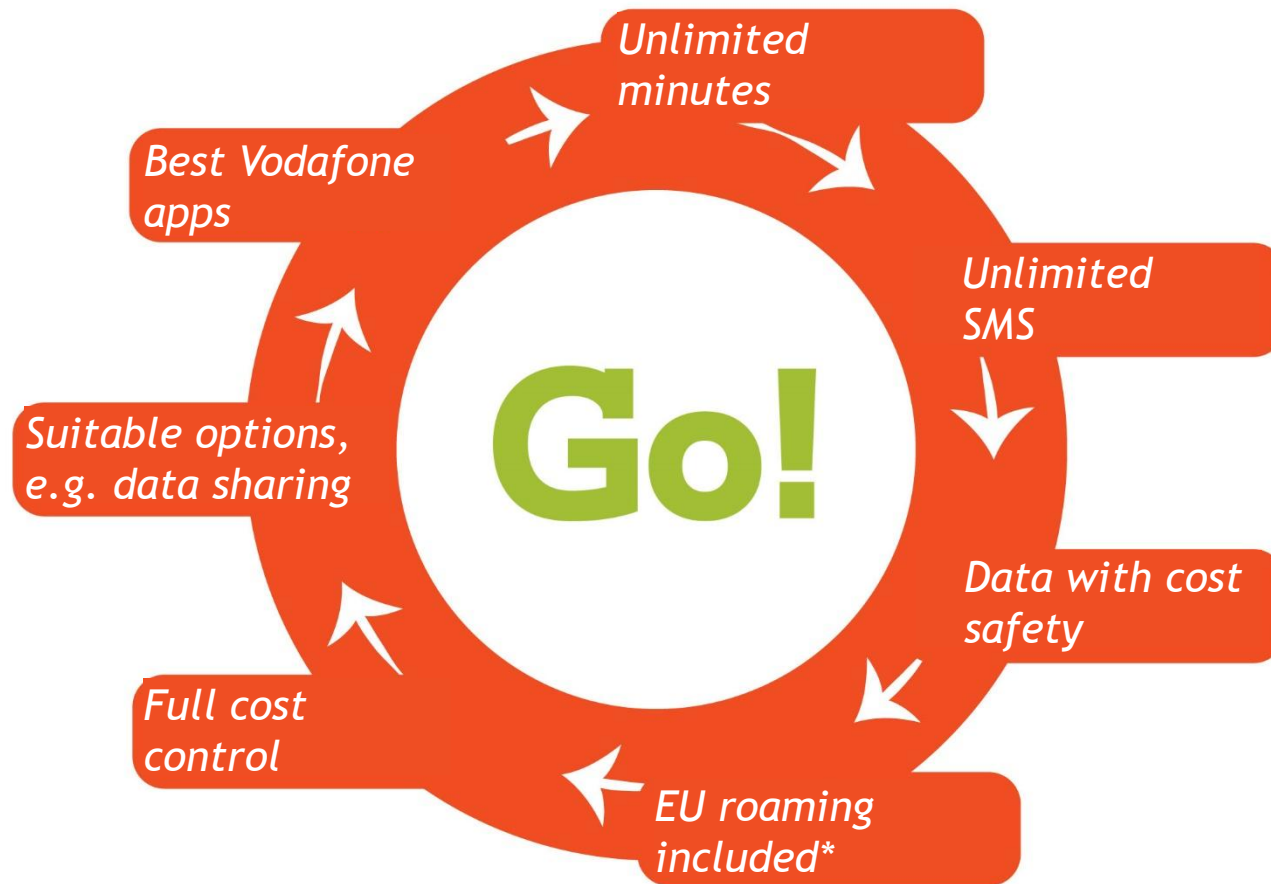 Unlimited
minutes
Unlimited
SMS
Data with cost
safety
EU roaming
included*
Full cost
control
Suitable options,
e.g. data sharing
Best Vodafone
apps
Go!